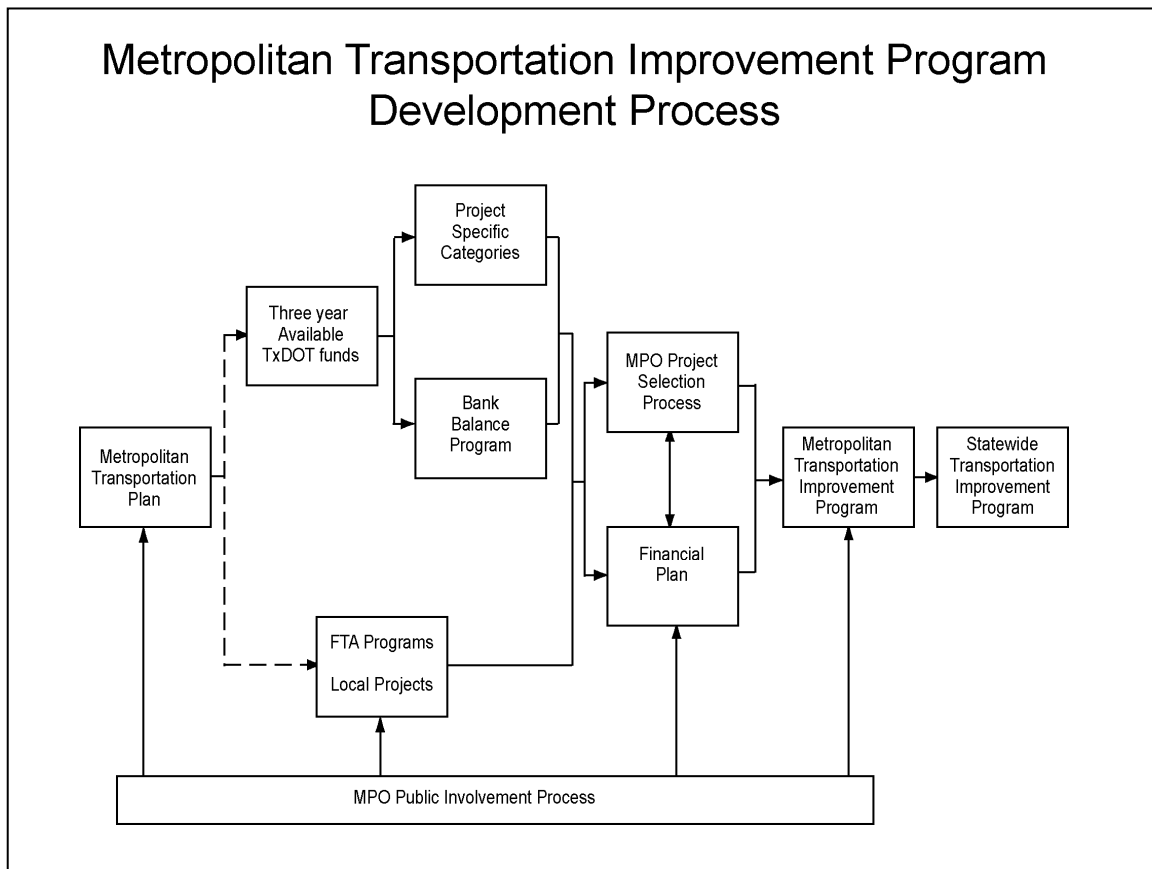 Metropolitan Transportation Improvement Program
Development Process
Project
Specific
Categories
Three year
Available
TxDOT funds
Bank
Balance
Program
MPO Project
Selection
Process
Metropolitan
Transportation
Plan
Metropolitan
Transportation
Improvement
Program
Statewide
Transportation
Improvement
Program
Financial
Plan
FTA Programs
Local Projects
MPO Public Involvement Process